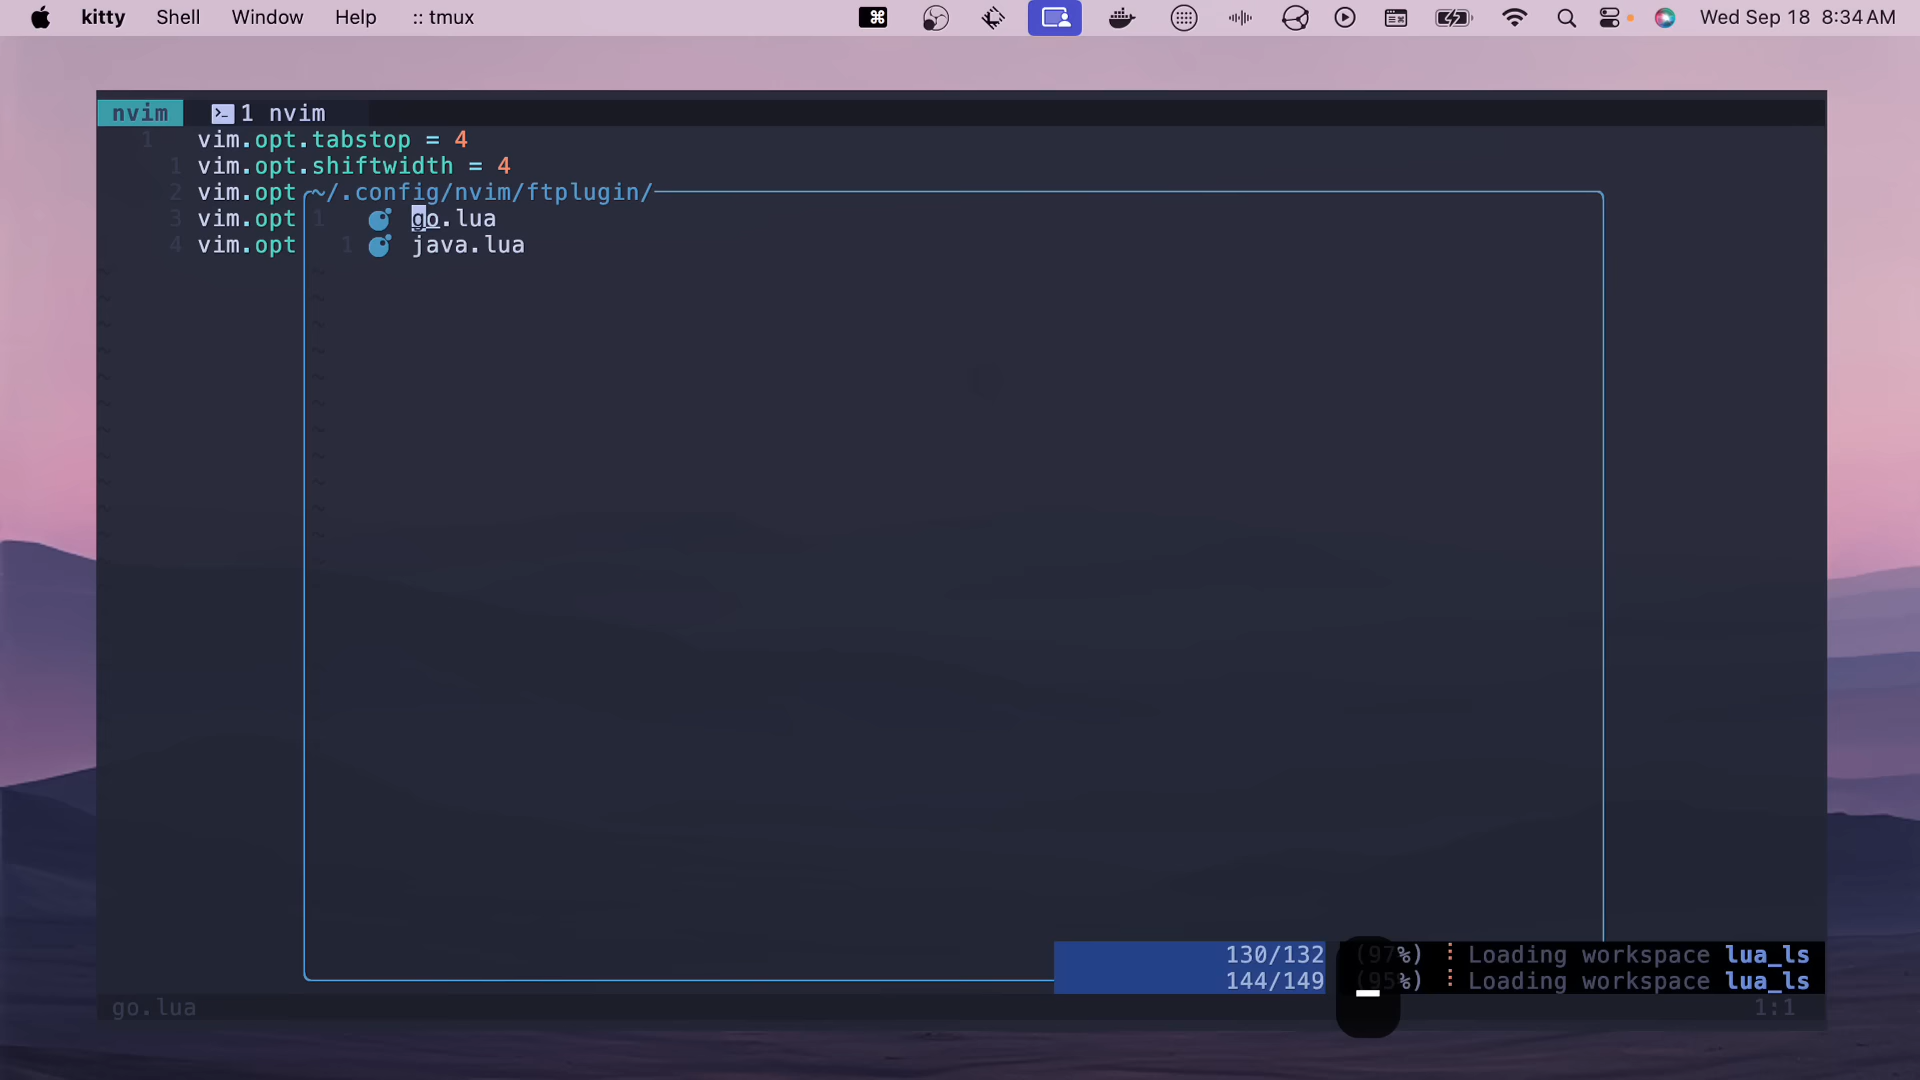 kitty Shell Window Help :: tmux Wed Sep 18 8:34 AM
nvim 1 nvim
1 vim.opt.tabstop = 4
1 vim.opt.shiftwidth = 4
2 vim.opt ~/.config/nvim/ftplugin/
3 vim.opt 1 go.lua
4 vim.opt 1 java.lua
130/132 (97%) Loading workspace lua_ls
144/149 (95%) Loading workspace lua_ls
go.lua 1:1